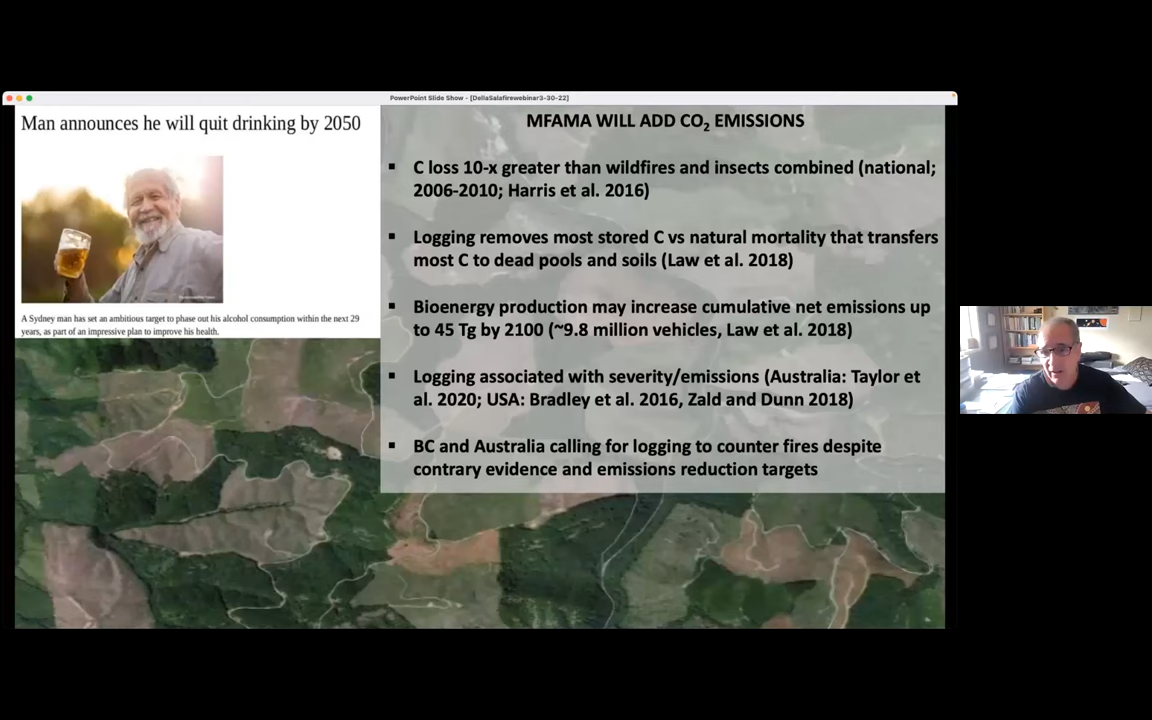 PowerPoint Slide Show - [DellaSalafirewebinar3-30-22]
Man announces he will quit drinking by 2050
A Sydney man has set an ambitious target to phase out his alcohol consumption within the next 29
years, as part of an impressive plan to improve his health.
MFAMA WILL ADD CO₂ EMISSIONS
▪ C loss 10-x greater than wildfires and insects combined (national;
2006-2010; Harris et al. 2016)
▪ Logging removes most stored C vs natural mortality that transfers
most C to dead pools and soils (Law et al. 2018)
▪ Bioenergy production may increase cumulative net emissions up
to 45 Tg by 2100 (~9.8 million vehicles, Law et al. 2018)
▪ Logging associated with severity/emissions (Australia: Taylor et
al. 2020; USA: Bradley et al. 2016, Zald and Dunn 2018)
▪ BC and Australia calling for logging to counter fires despite
contrary evidence and emissions reduction targets